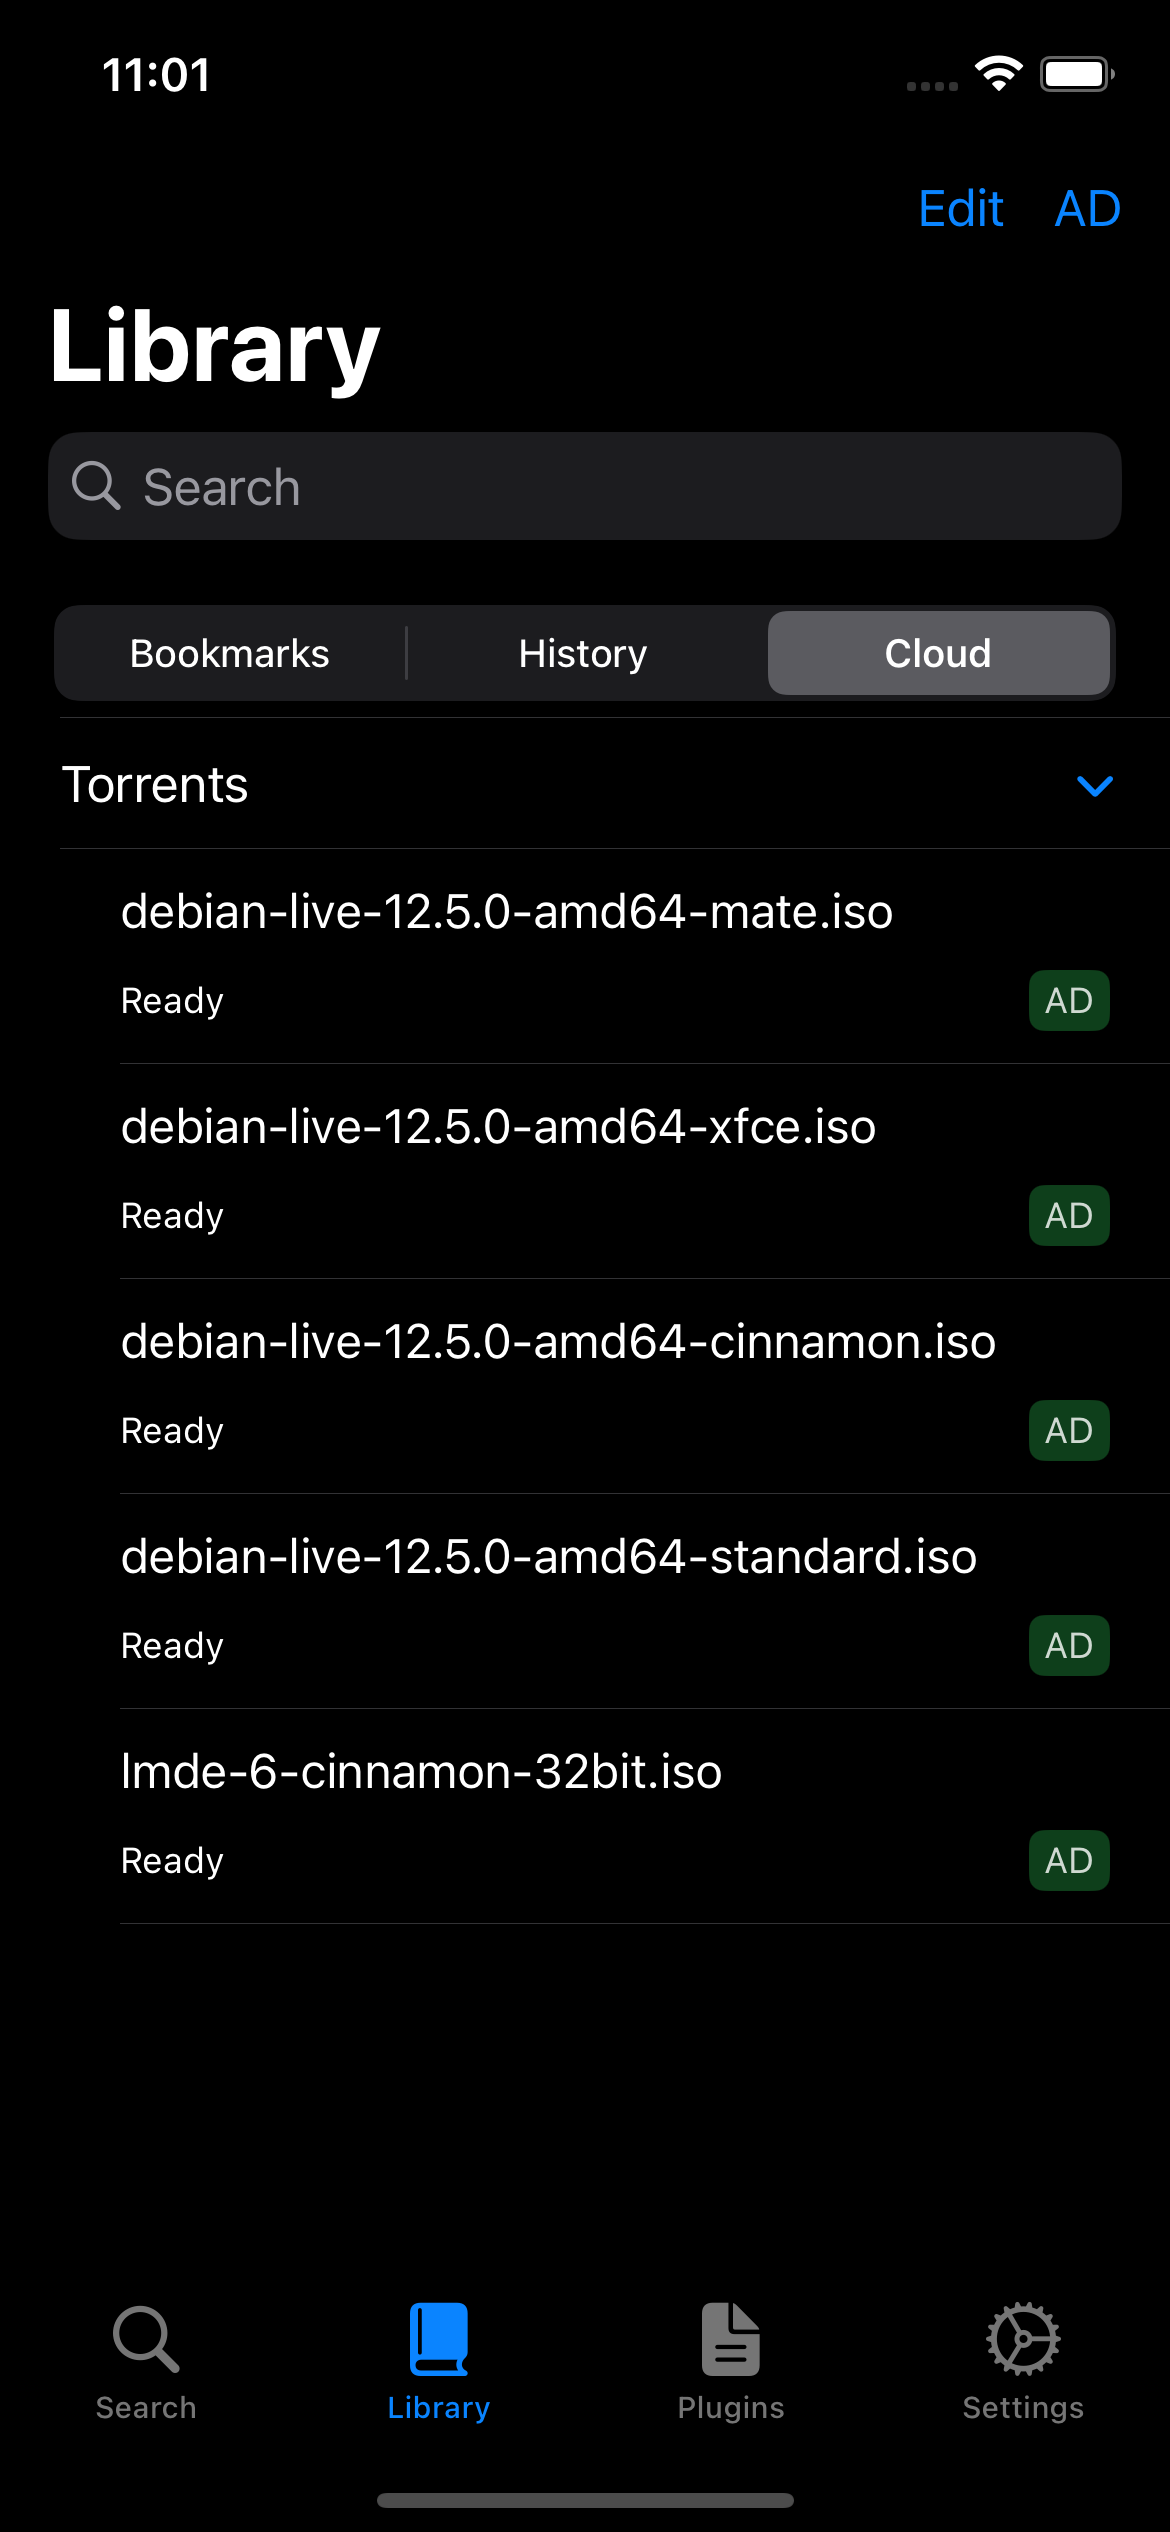 11:01
Edit AD
Library
Search
Bookmarks History Cloud
Torrents
debian-live-12.5.0-amd64-mate.iso
Ready AD
debian-live-12.5.0-amd64-xfce.iso
Ready AD
debian-live-12.5.0-amd64-cinnamon.iso
Ready AD
debian-live-12.5.0-amd64-standard.iso
Ready AD
lmde-6-cinnamon-32bit.iso
Ready AD
Search Library Plugins Settings